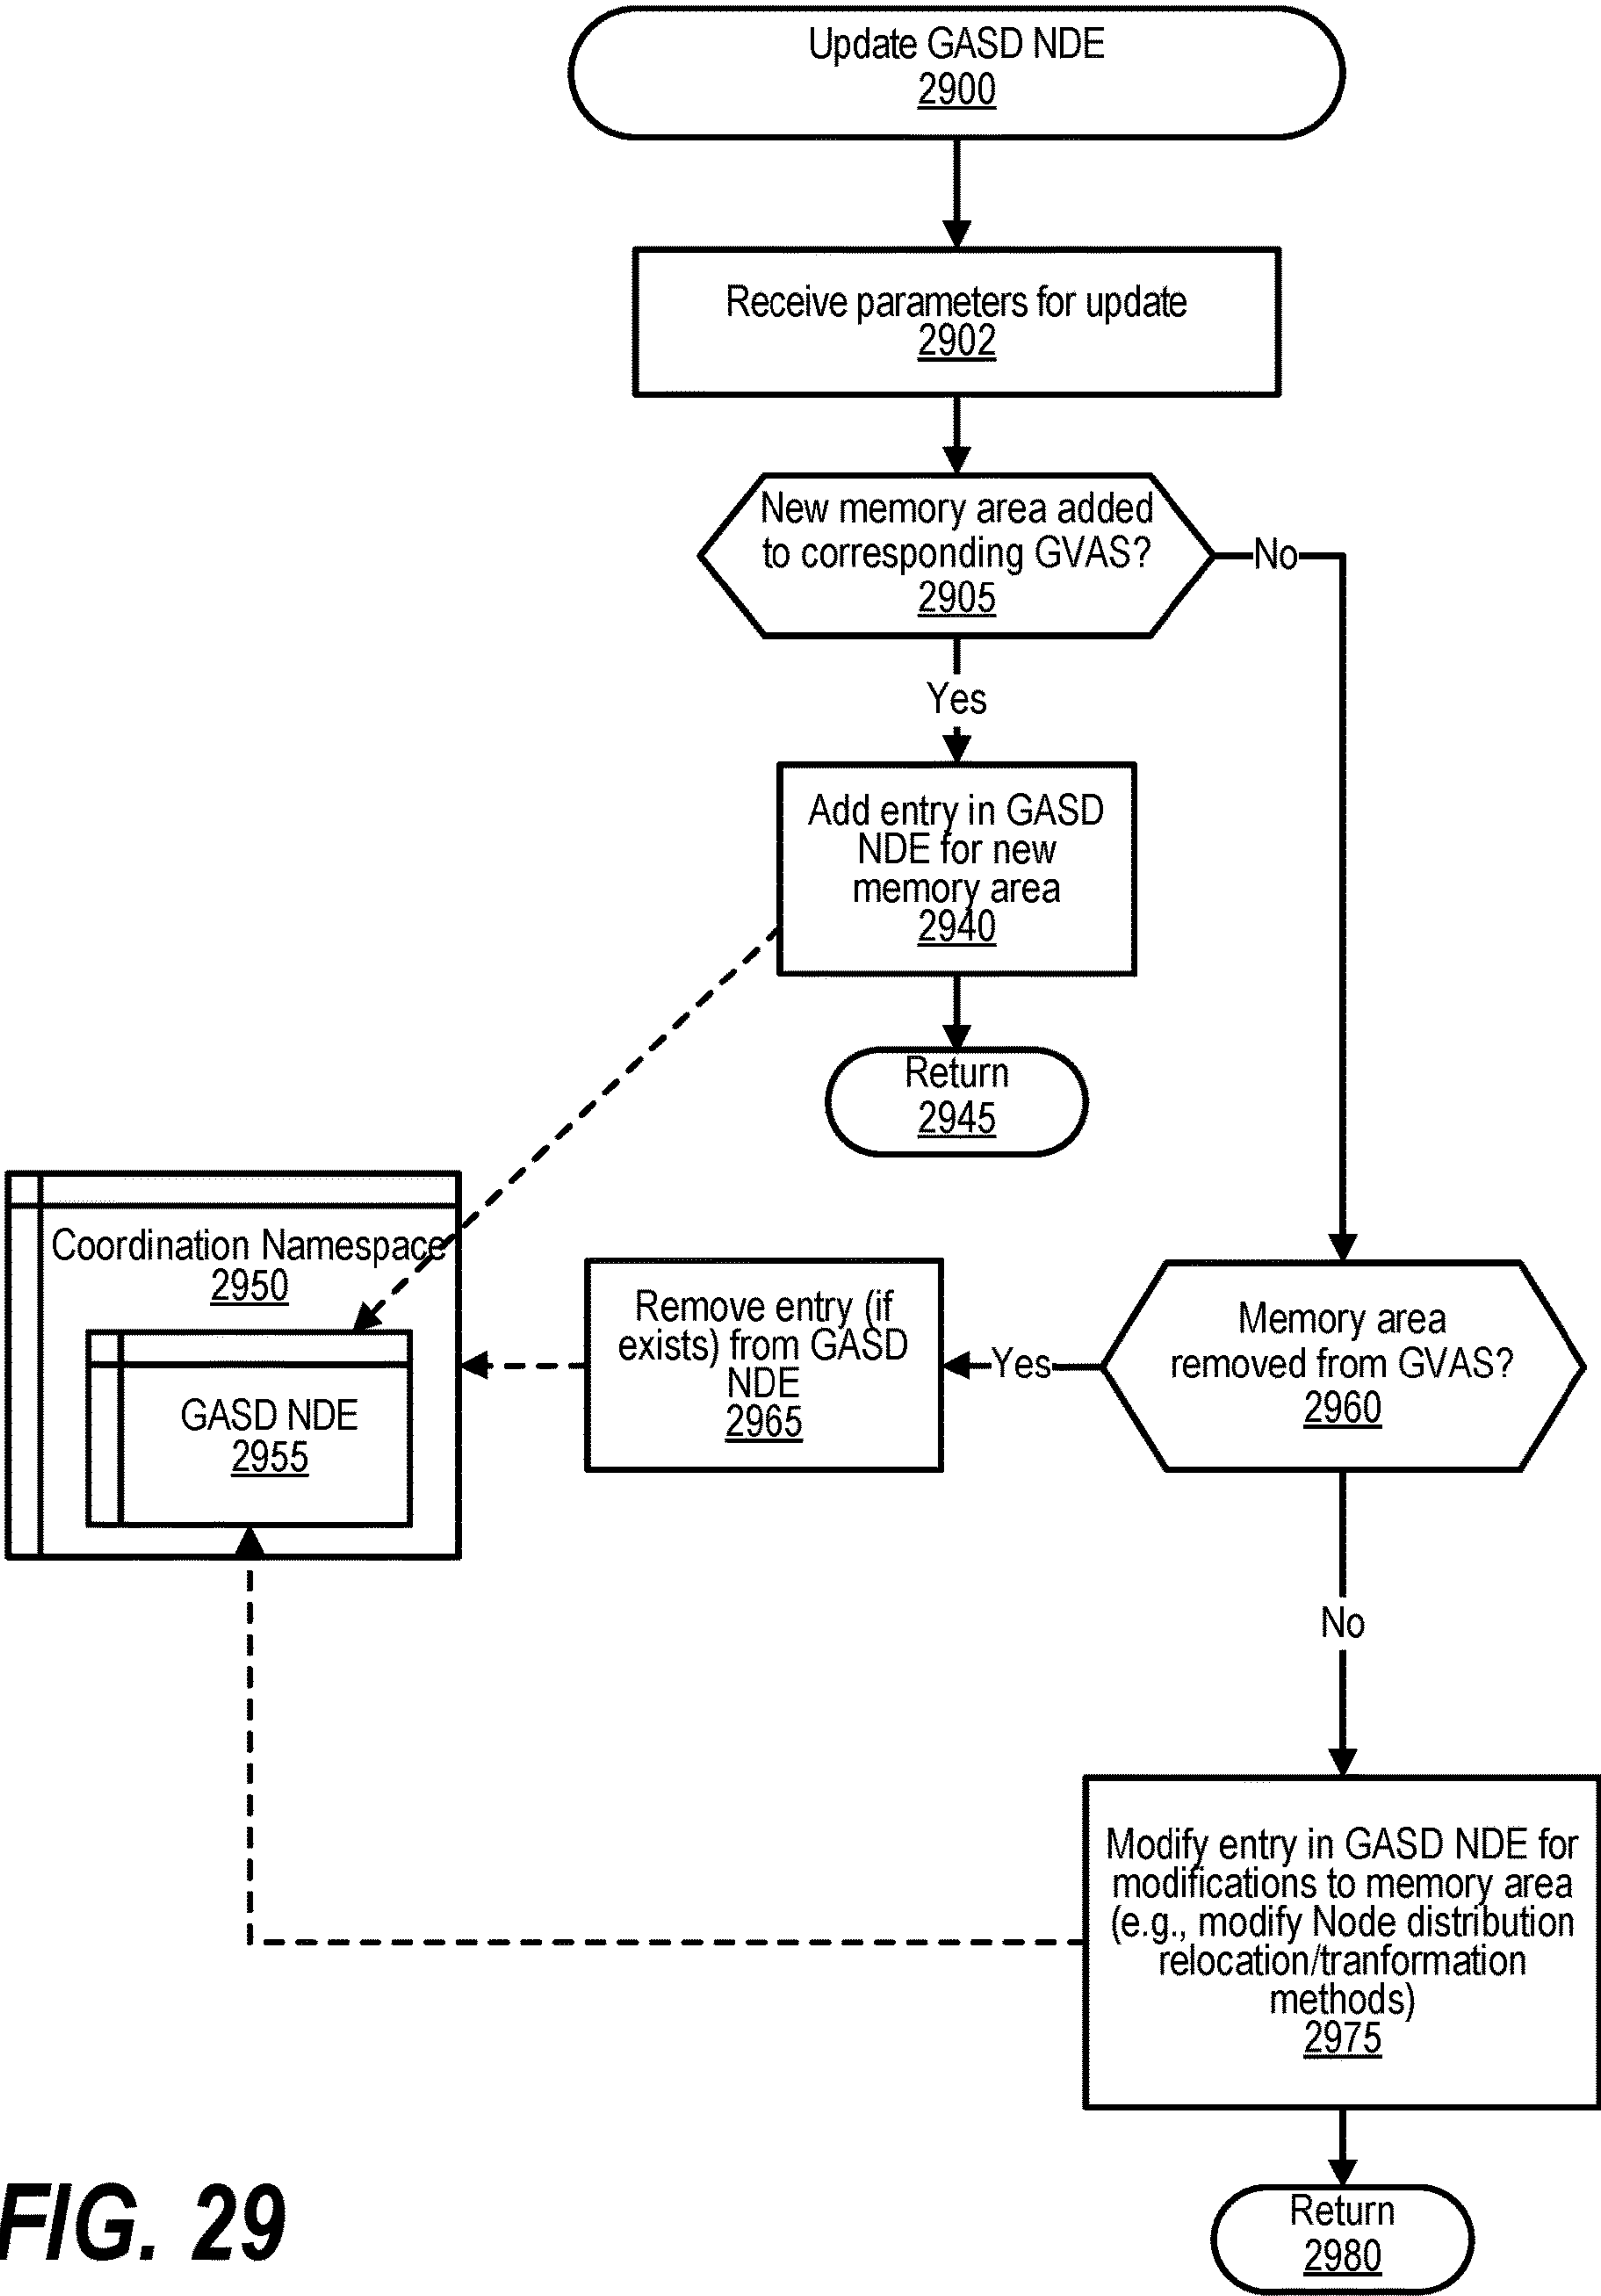 Update GASD NDE
2900
Receive parameters for update
2902
New memory area added
to corresponding GVAS?
2905
No
Yes
Add entry in GASD
NDE for new
memory area
2940
Return
2945
Coordination Namespace
2950
GASD NDE
2955
Remove entry (if
exists) from GASD
NDE
2965
Yes
Memory area
removed from GVAS?
2960
No
Modify entry in GASD NDE for
modifications to memory area
(e.g., modify Node distribution
relocation/tranformation
methods)
2975
Return
2980
FIG. 29